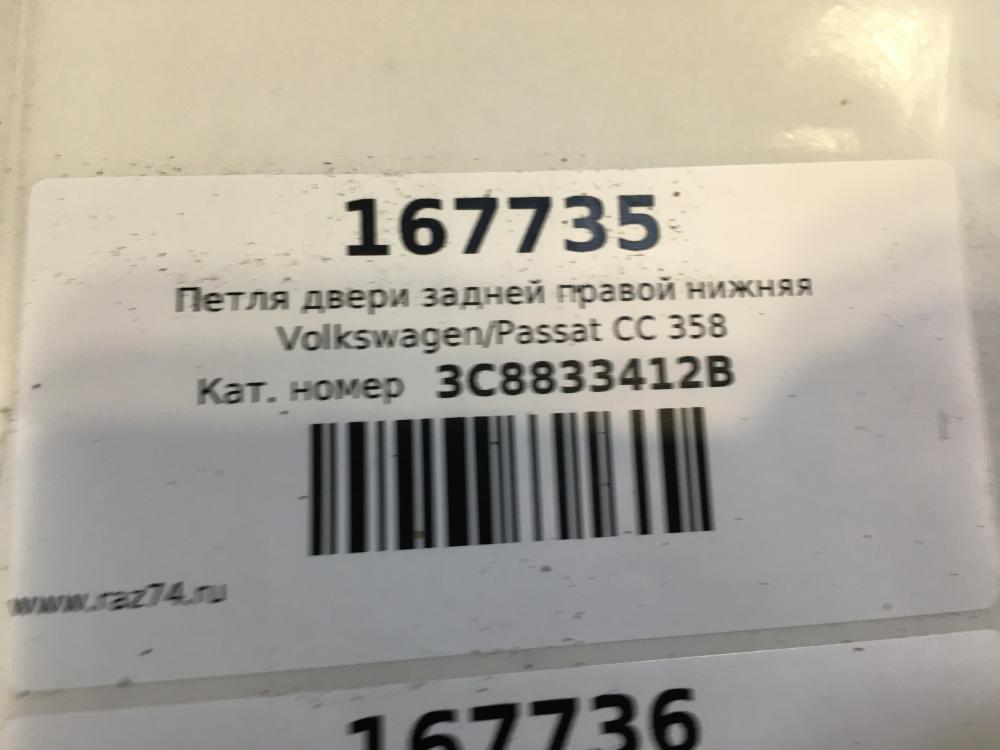 167735
Петля двери задней правой нижняя
Volkswagen/Passat CC 358
Кат. номер 3C8833412B
www.raz74.ru
167736